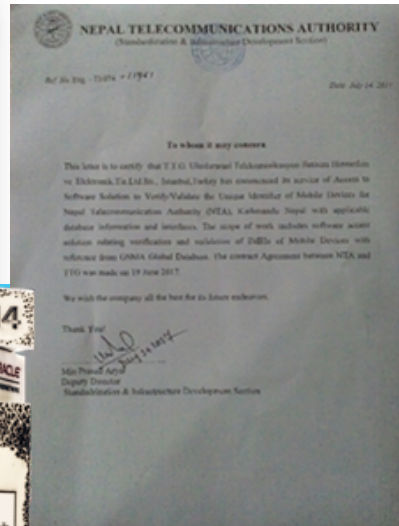 NEPAL TELECOMMUNICATIONS AUTHORITY
(Standardization & Infrastructure Development Section)
Date: July 14,
To whom it may concern
This letter is to certify that T.T.G. Uluslararasi Telekomunikasyon
ve Elektronik Istanbul, Turkey has commenced its service of Access to
Software Solution to Verify/Validate the Unique Identifier of Mobile Devices for
Nepal Telecommunication Authority (NTA), Kathmandu Nepal with applicable
database information and interfaces. The scope of work includes software access
solution relating verification and validation of IMEIs of Mobile Devices with
reference from GSMA Global Database. The contract Agreement between NTA and
TTG was made on 19 June 2017.
We wish the company all the best for its future endeavors.
Thank You!
July 14 2017
Min Prasad Aryal
Deputy Director
Standardization & Infrastructure Development Section
4